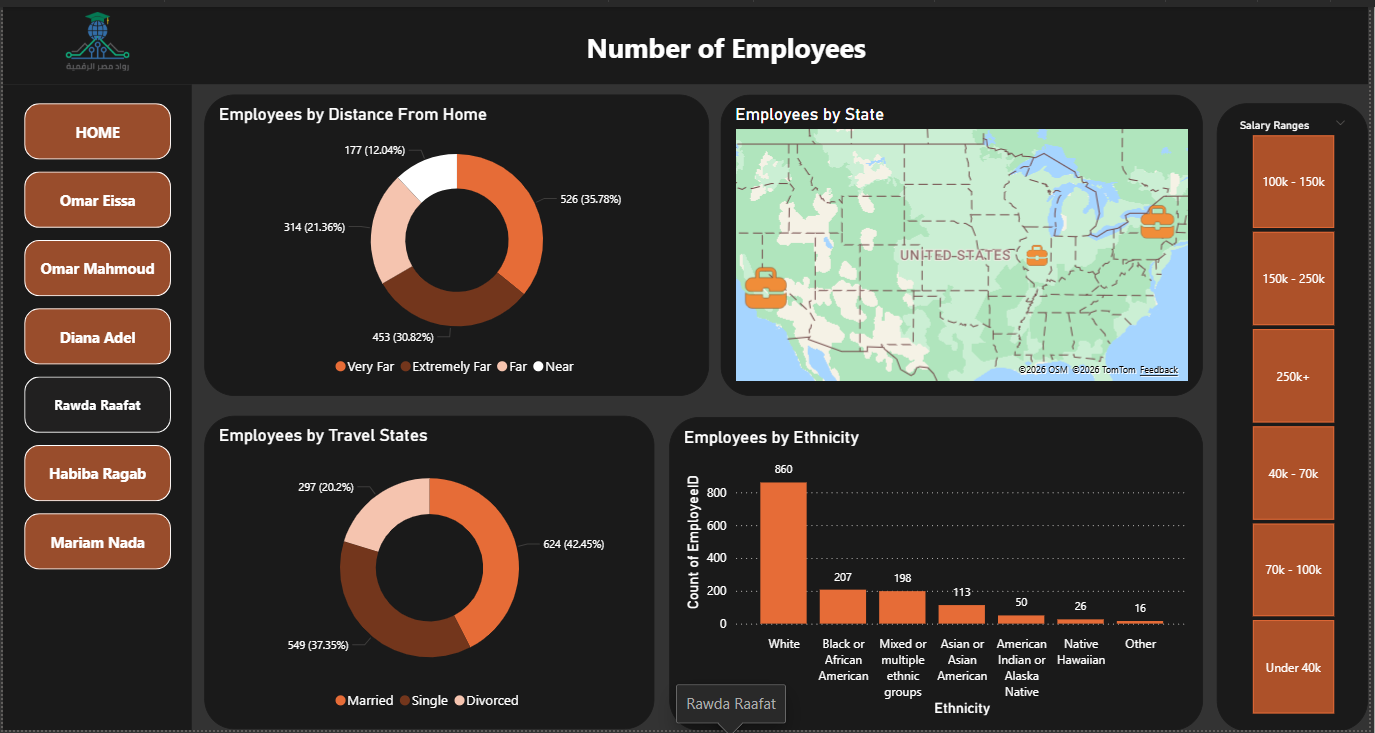 رواد مصر الرقمية
Number of Employees
HOME
Omar Eissa
Omar Mahmoud
Diana Adel
Rawda Raafat
Habiba Ragab
Mariam Nada
Employees by Distance From Home
177 (12.04%)
526 (35.78%)
314 (21.36%)
453 (30.82%)
Very Far
Extremely Far
Far
Near
Employees by State
UNITED STATES
©2026 OSM ©2026 TomTom Feedback
Employees by Travel States
297 (20.2%)
624 (42.45%)
549 (37.35%)
Married
Single
Divorced
Employees by Ethnicity
Count of EmployeeID
800
600
400
200
0
860
207
198
113
50
26
16
White
Black or
African
American
Mixed or
multiple
ethnic
groups
Asian or
Asian
American
American
Indian or
Alaska
Native
Native
Hawaiian
Other
Ethnicity
Rawda Raafat
Salary Ranges
100k - 150k
150k - 250k
250k+
40k - 70k
70k - 100k
Under 40k